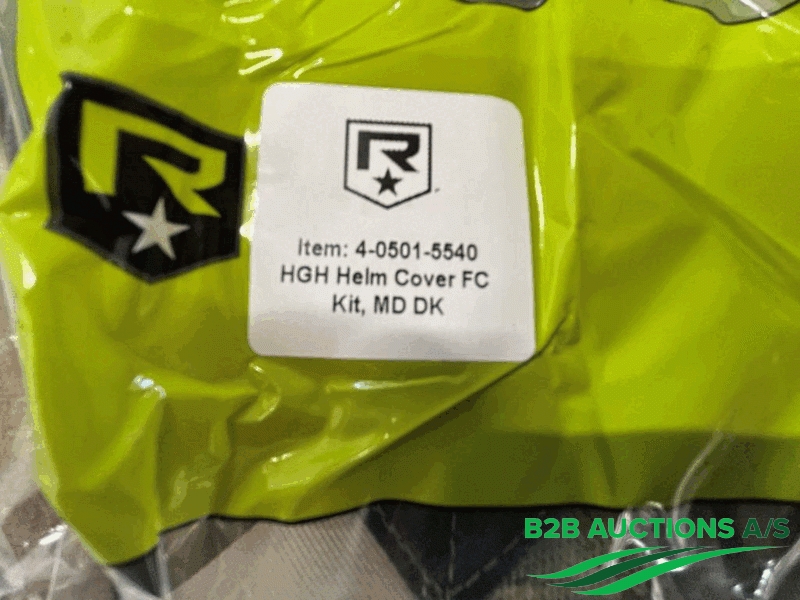 R
R
Item: 4-0501-5540
HGH Helm Cover FC
Kit, MD DK
B2B AUCTIONS A/S